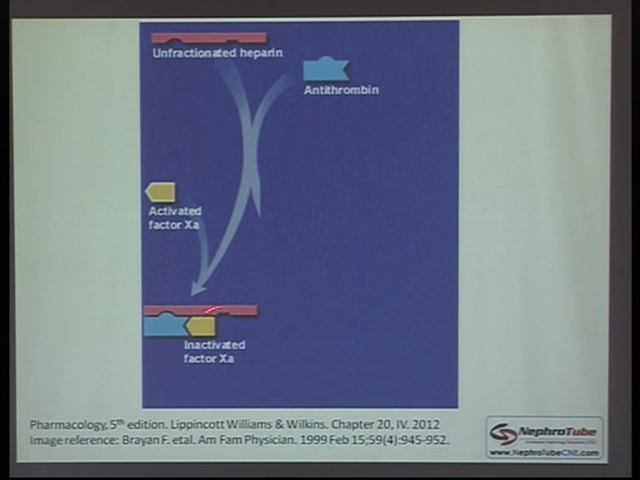 Unfractionated heparin
Antithrombin
Activated
factor Xa
Inactivated
factor Xa
Pharmacology, 5th edition. Lippincott Williams & Wilkins. Chapter 20, IV. 2012
Image reference: Brayan F. etal. Am Fam Physician. 1999 Feb 15;59(4):945-952.
NephroTube
www.NephroTubeCNE.com